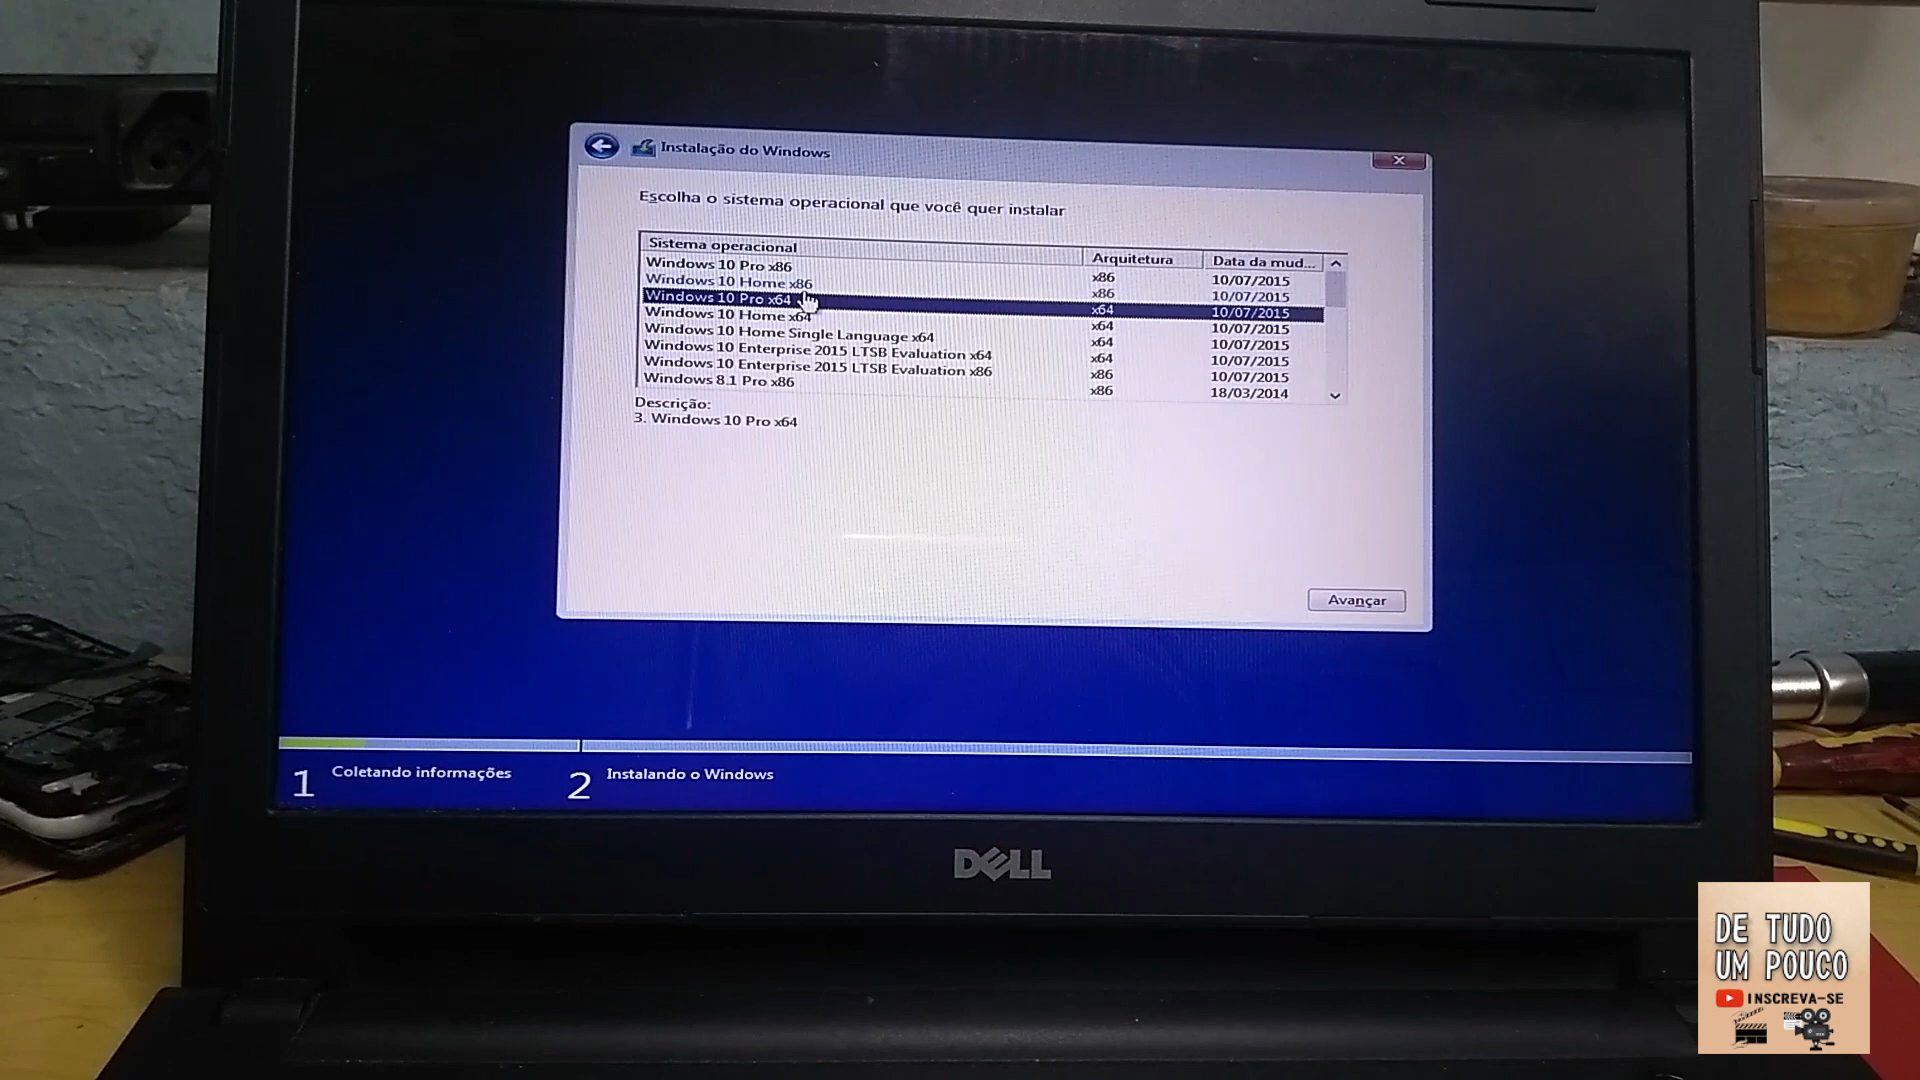 Instalação do Windows
Escolha o sistema operacional que você quer instalar
Sistema operacional Arquitetura Data da mud...
Windows 10 Pro x86 x86 10/07/2015
Windows 10 Home x86 x86 10/07/2015
Windows 10 Pro x64 x64 10/07/2015
Windows 10 Home x64 x64 10/07/2015
Windows 10 Home Single Language x64 x64 10/07/2015
Windows 10 Enterprise 2015 LTSB Evaluation x64 x64 10/07/2015
Windows 10 Enterprise 2015 LTSB Evaluation x86 x86 10/07/2015
Windows 8.1 Pro x86 x86 18/03/2014
Descrição:
3. Windows 10 Pro x64
Avançar
1 Coletando informações 2 Instalando o Windows
DELL
DE TUDO
UM POUCO
INSCREVA-SE